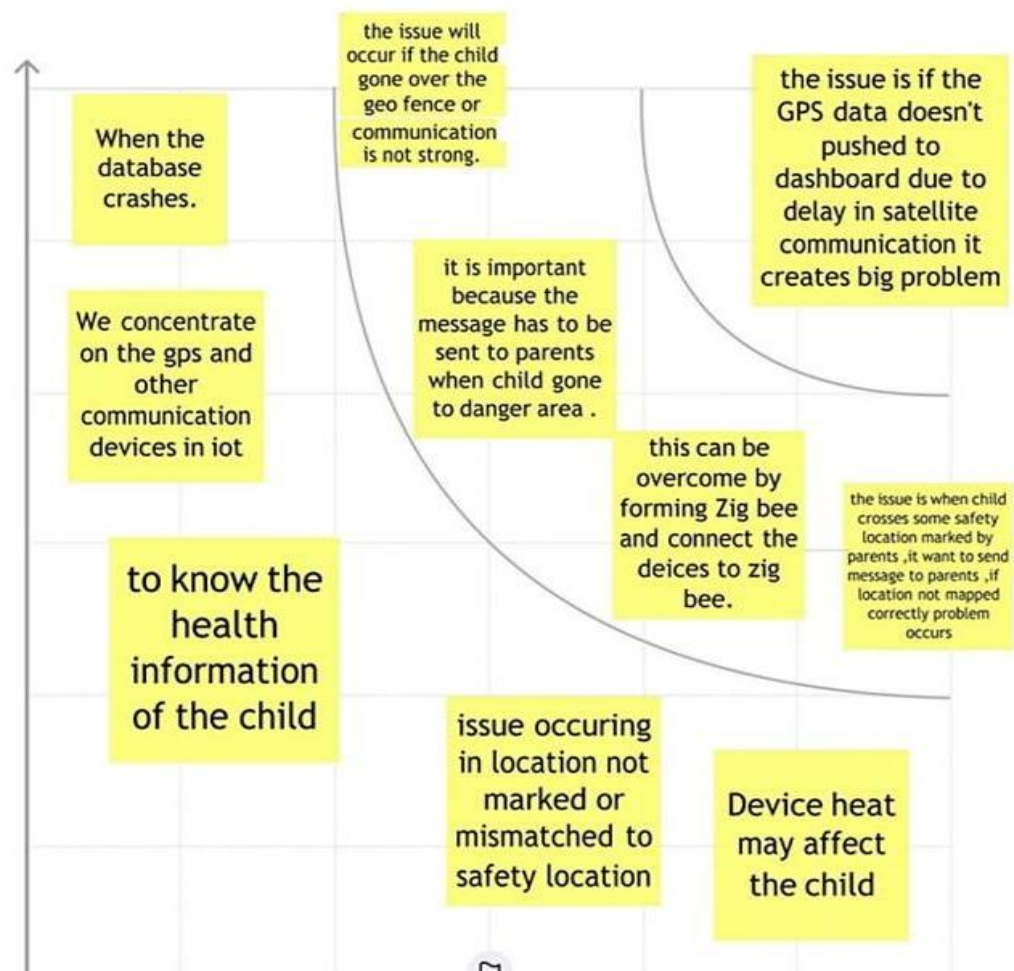 the issue will
occur if the child
gone over the
geo fence or
communication
is not strong.
the issue is if the
GPS data doesn't
pushed to
dashboard due to
delay in satellite
communication it
creates big problem
When the
database
crashes.
it is important
because the
message has to be
sent to parents
when child gone
to danger area .
We concentrate
on the gps and
other
communication
devices in iot
this can be
overcome by
forming Zig bee
and connect the
deices to zig
bee.
the issue is when child
crosses some safety
location marked by
parents ,it want to send
message to parents ,if
location not mapped
correctly problem
occurs
to know the
health
information
of the child
issue occuring
in location not
marked or
mismatched to
safety location
Device heat
may affect
the child